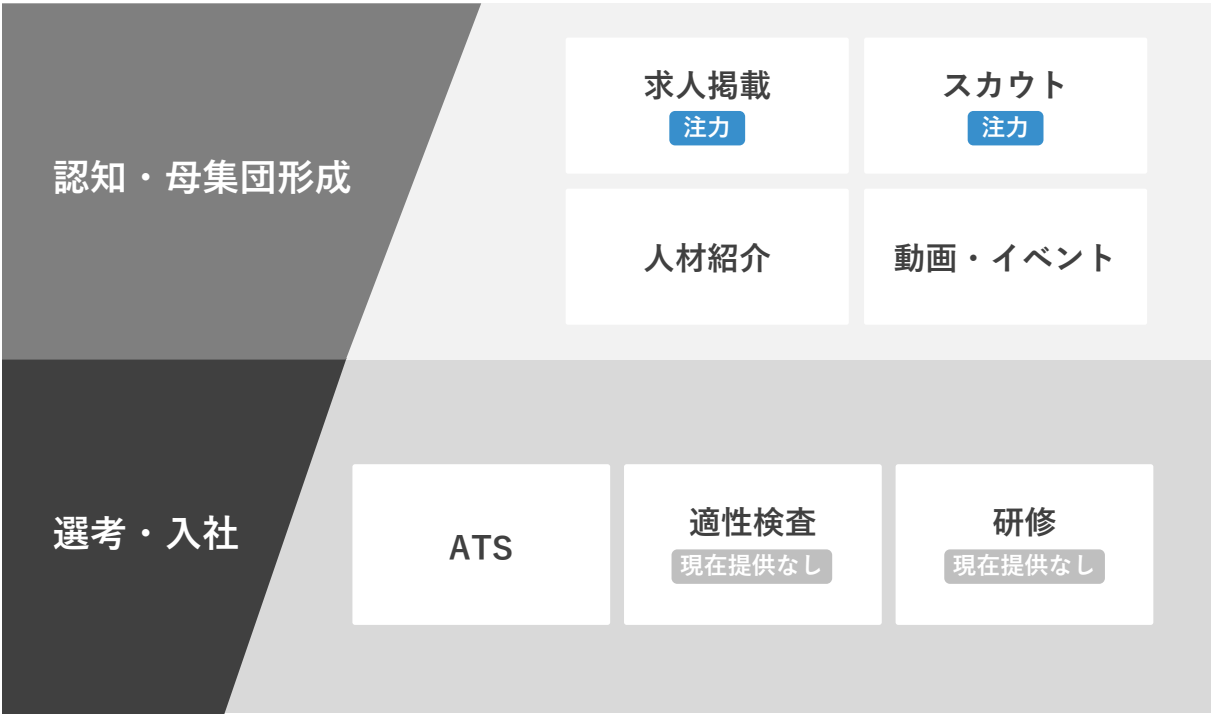 認知・母集団形成
求人掲載
注力
スカウト
注力
人材紹介
動画・イベント
選考・入社
ATS
適性検査
現在提供なし
研修
現在提供なし